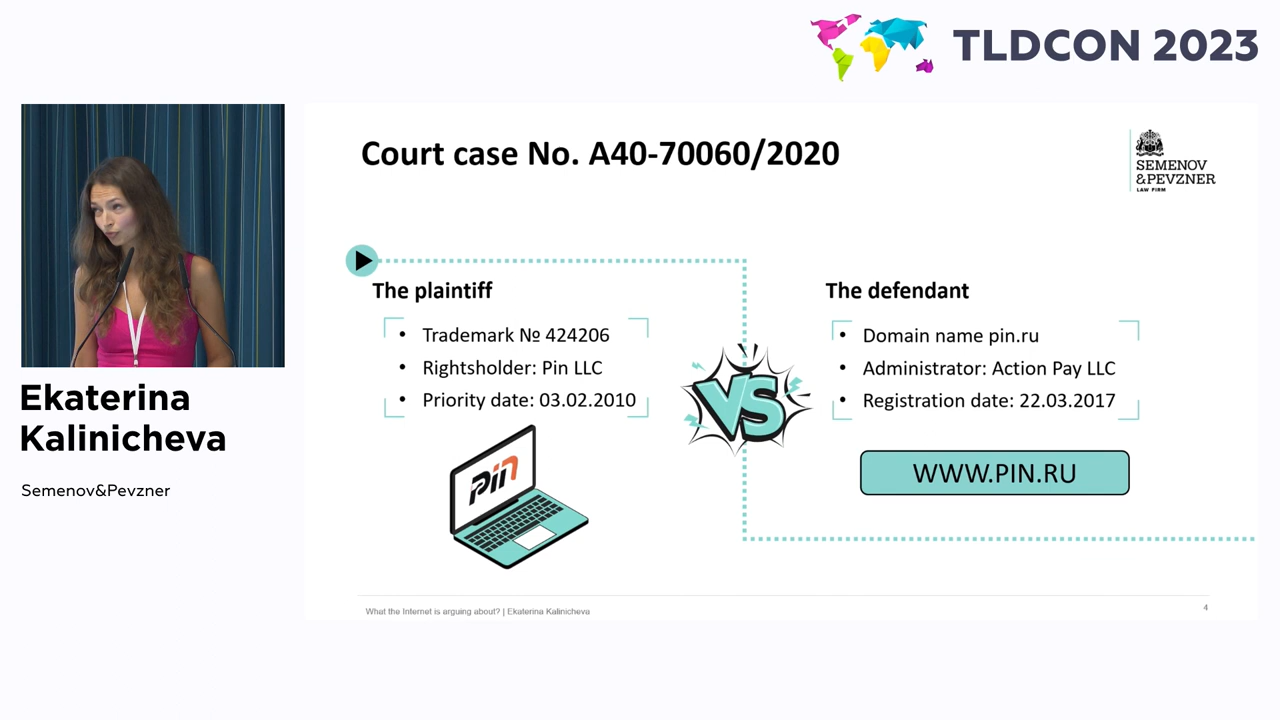 TLDCON 2023
Court case No. A40-70060/2020
SEMENOV
&PEVZNER
LAW FIRM
The plaintiff
• Trademark № 424206
• Rightsholder: Pin LLC
• Priority date: 03.02.2010
Pin
VS
The defendant
• Domain name pin.ru
• Administrator: Action Pay LLC
• Registration date: 22.03.2017
WWW.PIN.RU
What the Internet is arguing about? | Ekaterina Kalinicheva
4
Ekaterina
Kalinicheva
Semenov&Pevzner